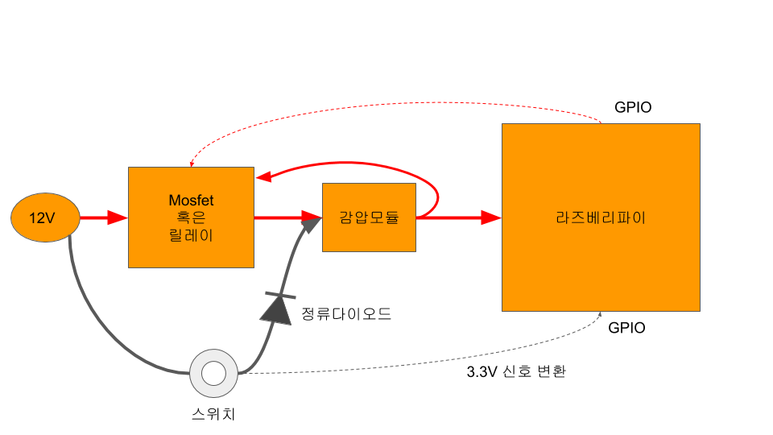 GPIO
12V
Mosfet
혹은
릴레이
감압모듈
라즈베리파이
정류다이오드
GPIO
3.3V 신호 변환
스위치